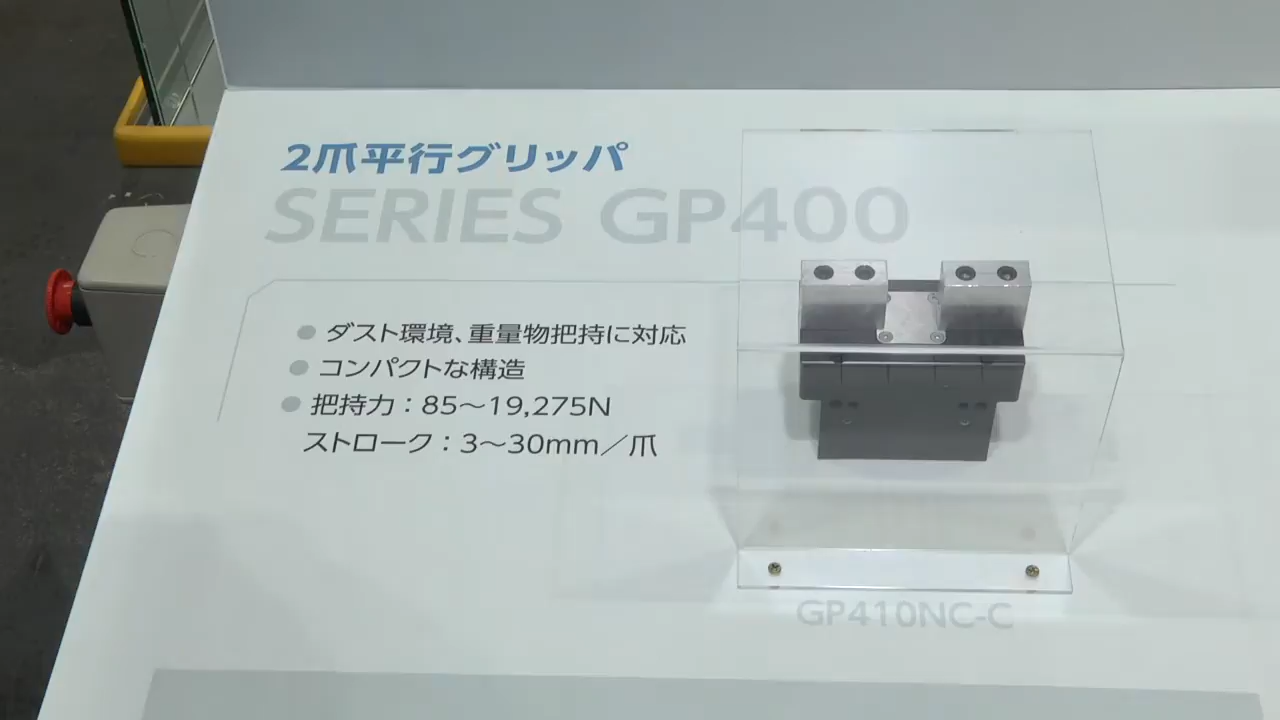 2爪平行グリッパ
SERIES GP400
● ダスト環境、重量物把持に対応
● コンパクトな構造
● 把持力：85～19,275N
ストローク：3～30mm／爪
GP410NC-C